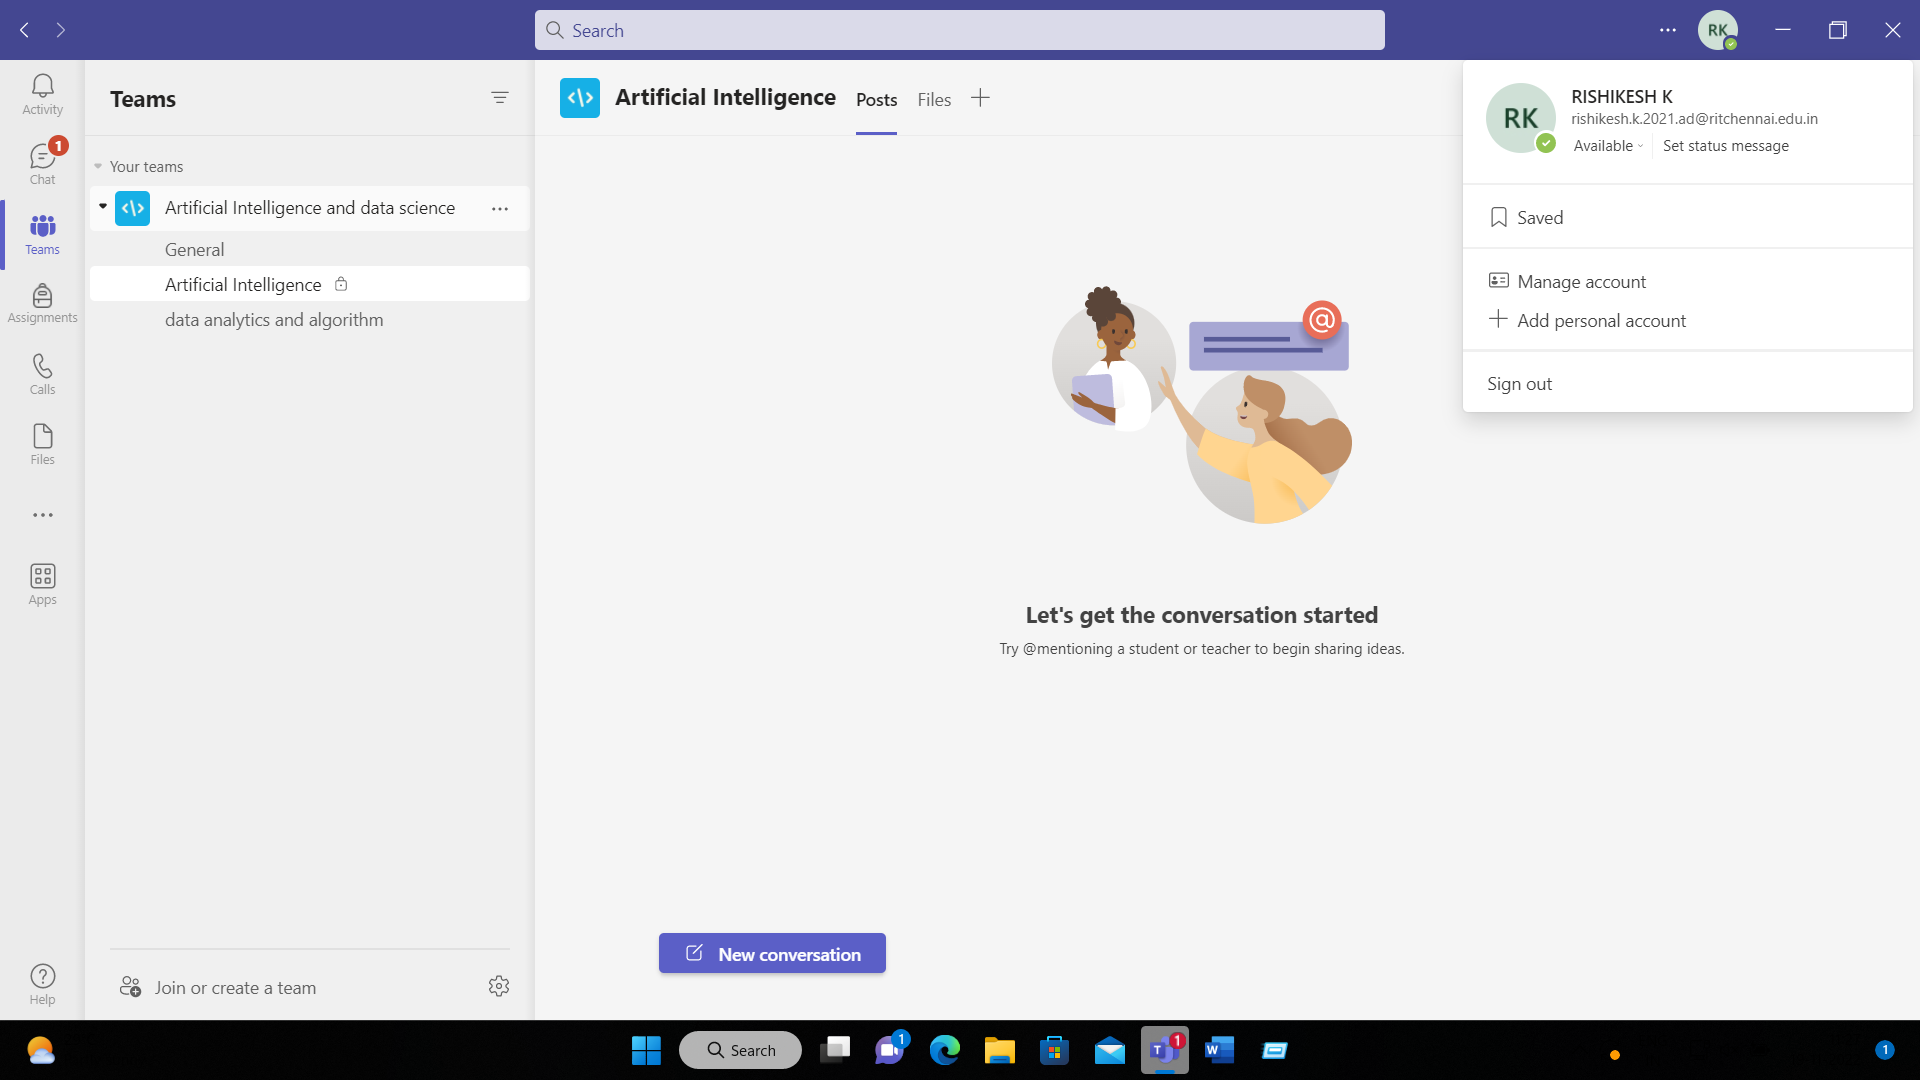 Search
RK
Activity
Chat
1
Teams
Assignments
Calls
Files
Apps
Help
Teams
Your teams
Artificial Intelligence and data science
General
Artificial Intelligence
data analytics and algorithm
Join or create a team
Artificial Intelligence
Posts
Files
Let's get the conversation started
Try @mentioning a student or teacher to begin sharing ideas.
New conversation
RK
RISHIKESH K
rishikesh.k.2021.ad@ritchennai.edu.in
Available
Set status message
Saved
Manage account
Add personal account
Sign out
Search
1
T
1
W
1